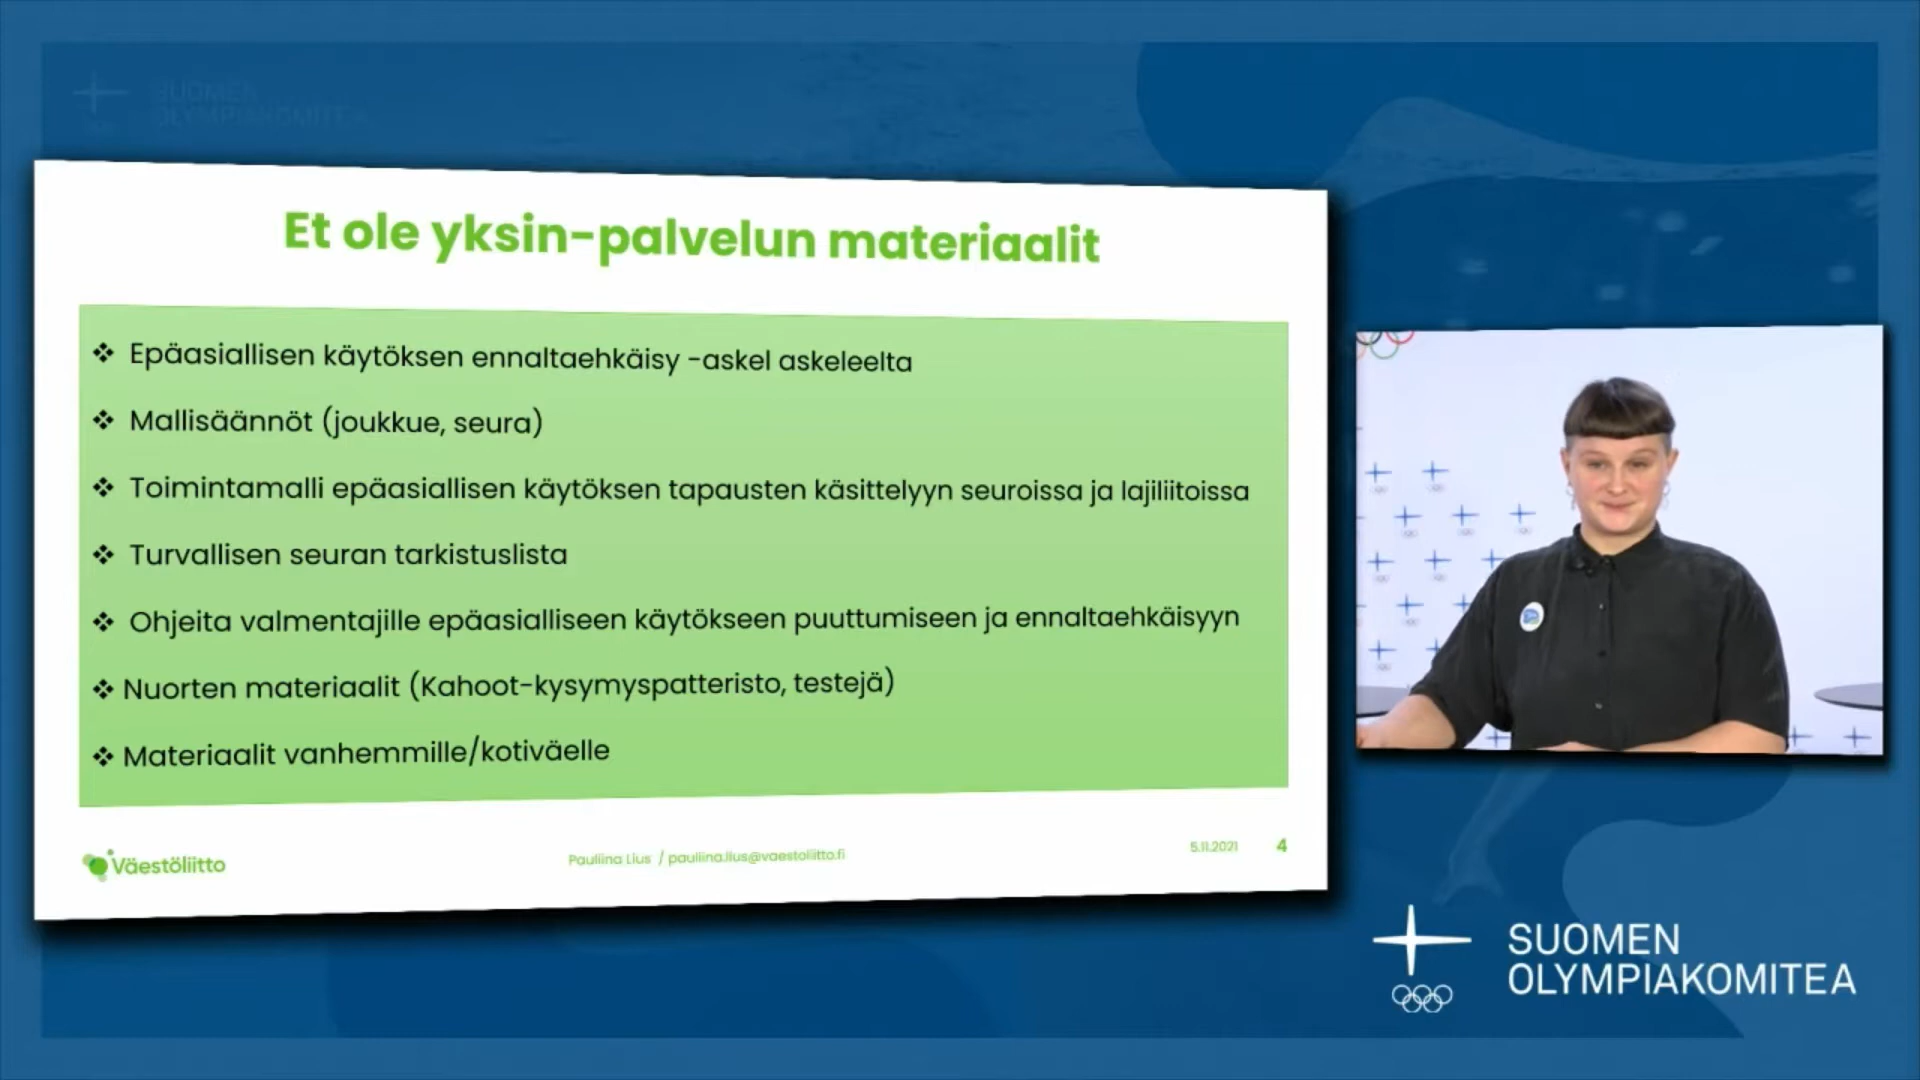 SUOMEN
OLYMPIAKOMITEA
Et ole yksin-palvelun materiaalit
❖ Epäasiallisen käytöksen ennaltaehkäisy -askel askeleelta
❖ Mallisäännöt (joukkue, seura)
❖ Toimintamalli epäasiallisen käytöksen tapausten käsittelyyn seuroissa ja lajiliitoissa
❖ Turvallisen seuran tarkistuslista
❖ Ohjeita valmentajille epäasialliseen käytökseen puuttumiseen ja ennaltaehkäisyyn
❖ Nuorten materiaalit (Kahoot-kysymyspatteristo, testejä)
❖ Materiaalit vanhemmille/kotiväelle
Väestöliitto
Pauliina Lius / pauliina.lius@vaestoliitto.fi
5.11.2021
4
SUOMEN
OLYMPIAKOMITEA